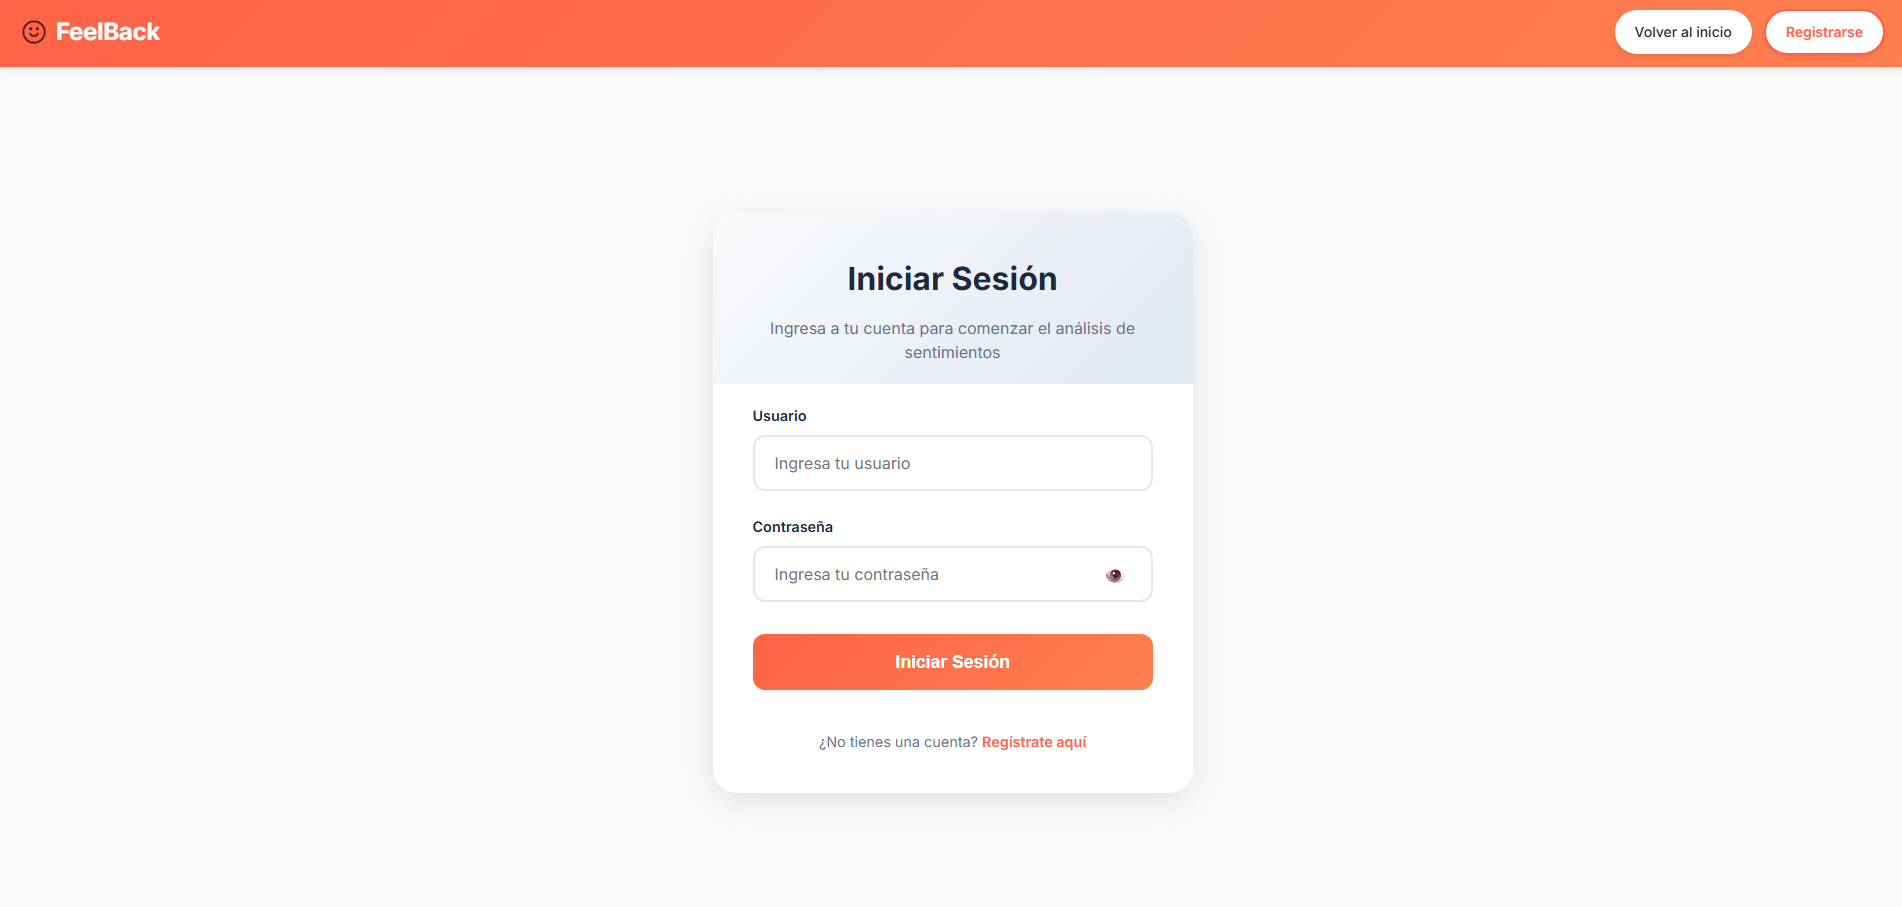 FeelBack
Volver al inicio
Registrarse
Iniciar Sesión
Ingresa a tu cuenta para comenzar el análisis de
sentimientos
Usuario
Ingresa tu usuario
Contraseña
Ingresa tu contraseña
Iniciar Sesión
¿No tienes una cuenta? Regístrate aquí